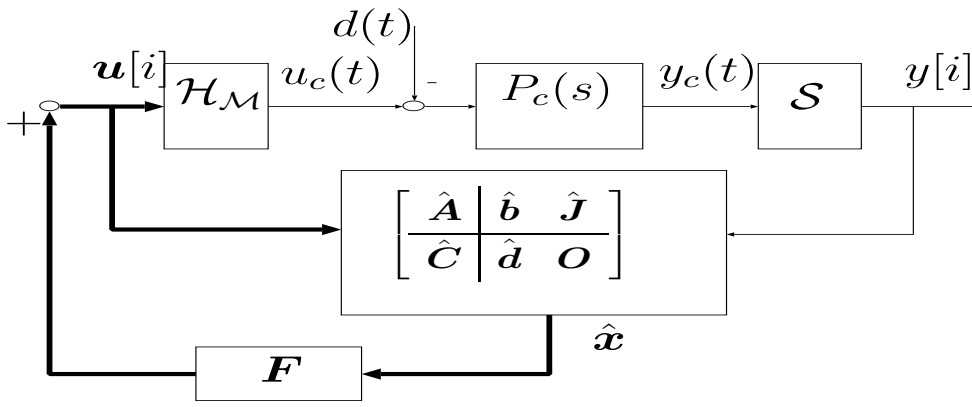 d(t)
u[i] u_c(t) y_c(t) y[i]
H_M P_c(s) S
+ -
Â b̂ Ĵ
Ĉ d̂ O
x̂
F